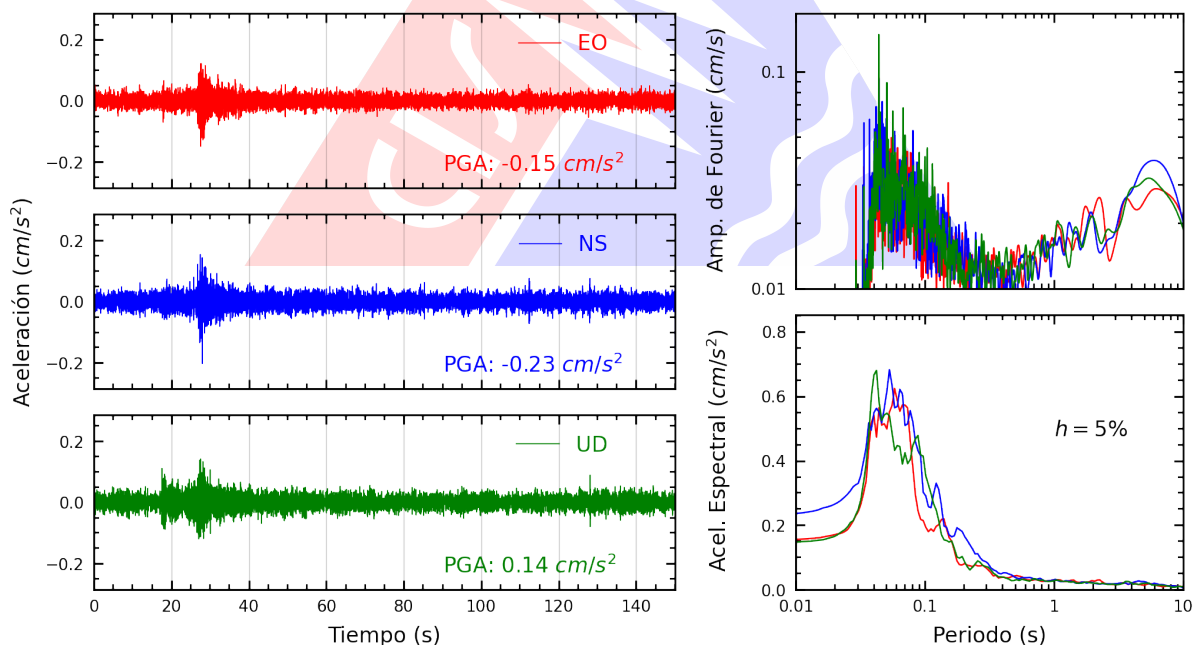 Aceleración (cm/s²)
0.2
0.0
−0.2
EO
PGA: -0.15 cm/s²
0.2
0.0
−0.2
NS
PGA: -0.23 cm/s²
0.2
0.0
−0.2
UD
PGA: 0.14 cm/s²
0 20 40 60 80 100 120 140
Tiempo (s)
Amp. de Fourier (cm/s)
0.1
0.01
Acel. Espectral (cm/s²)
0.8
0.6
0.4
0.2
0.0
h = 5%
0.01 0.1 1 10
Periodo (s)